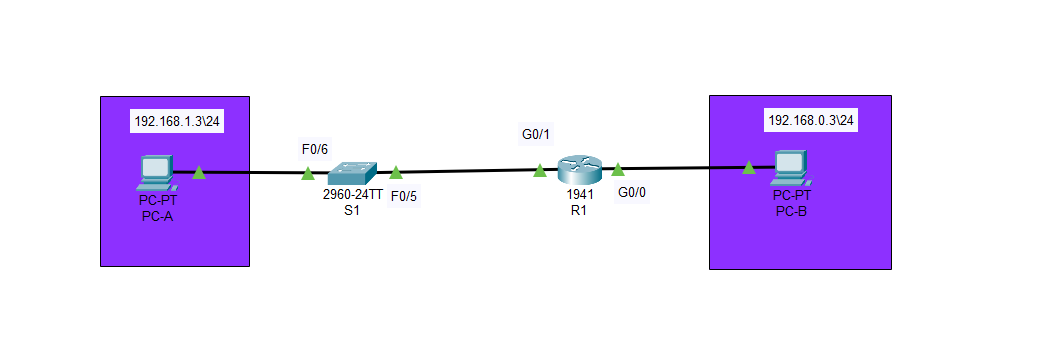 192.168.1.3\24
PC-PT
PC-A
F0/6
2960-24TT
S1
F0/5
G0/1
1941
R1
G0/0
192.168.0.3\24
PC-PT
PC-B